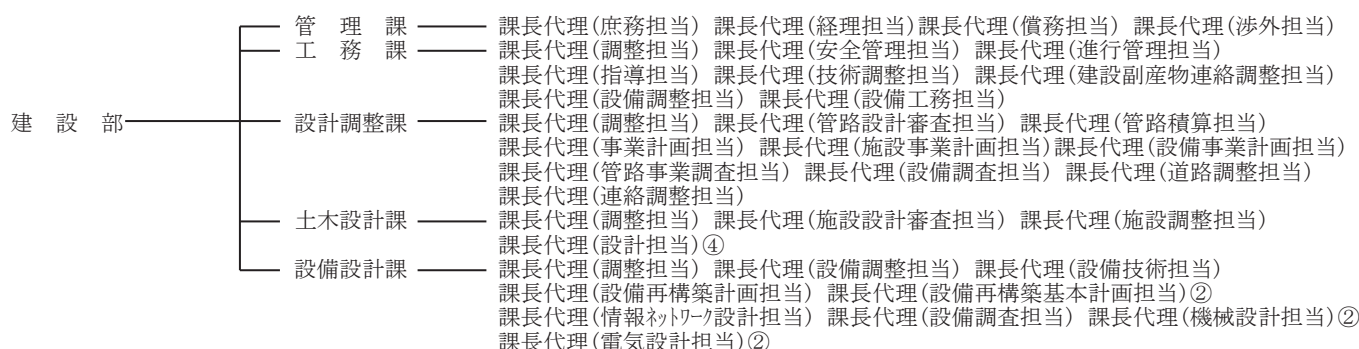 管理課 課長代理(庶務担当) 課長代理(経理担当)課長代理(償務担当) 課長代理(渉外担当)
工務課 課長代理(調整担当) 課長代理(安全管理担当) 課長代理(進行管理担当)
課長代理(指導担当) 課長代理(技術調整担当) 課長代理(建設副産物連絡調整担当)
課長代理(設備調整担当) 課長代理(設備工務担当)
建設部 設計調整課 課長代理(調整担当) 課長代理(管路設計審査担当) 課長代理(管路積算担当)
課長代理(事業計画担当) 課長代理(施設事業計画担当)課長代理(設備事業計画担当)
課長代理(管路事業調査担当) 課長代理(設備調査担当) 課長代理(道路調整担当)
課長代理(連絡調整担当)
土木設計課 課長代理(調整担当) 課長代理(施設設計審査担当) 課長代理(施設調整担当)
課長代理(設計担当)④
設備設計課 課長代理(調整担当) 課長代理(設備調整担当) 課長代理(設備技術担当)
課長代理(設備再構築計画担当) 課長代理(設備再構築基本計画担当)②
課長代理(情報ネットワーク設計担当) 課長代理(設備調査担当) 課長代理(機械設計担当)②
課長代理(電気設計担当)②